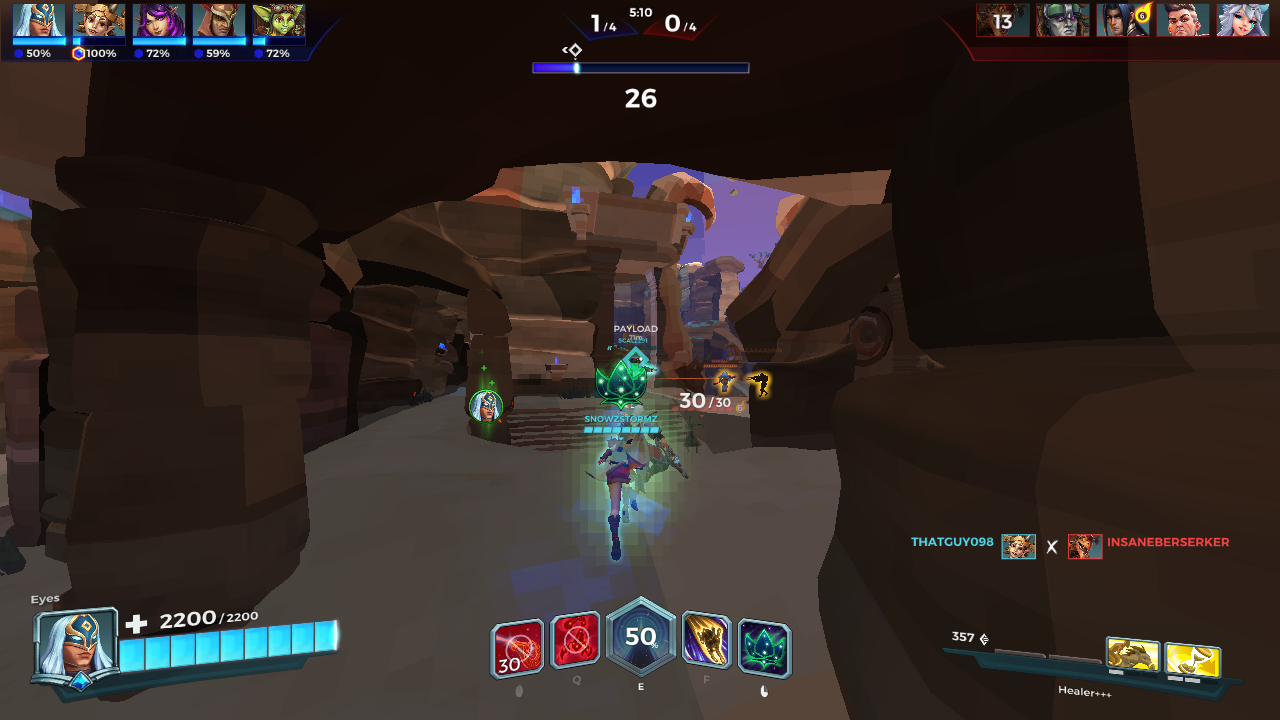 50%
100%
72%
59%
72%
1/4
5:10
0/4
13
6
26
PAYLOAD
71m
30/30
SNOWZSTORMZ
THATGUY098 X INSANEBERSERKER
Eyes
2200/2200
30
50%
Q
E
F
357
Healer+++